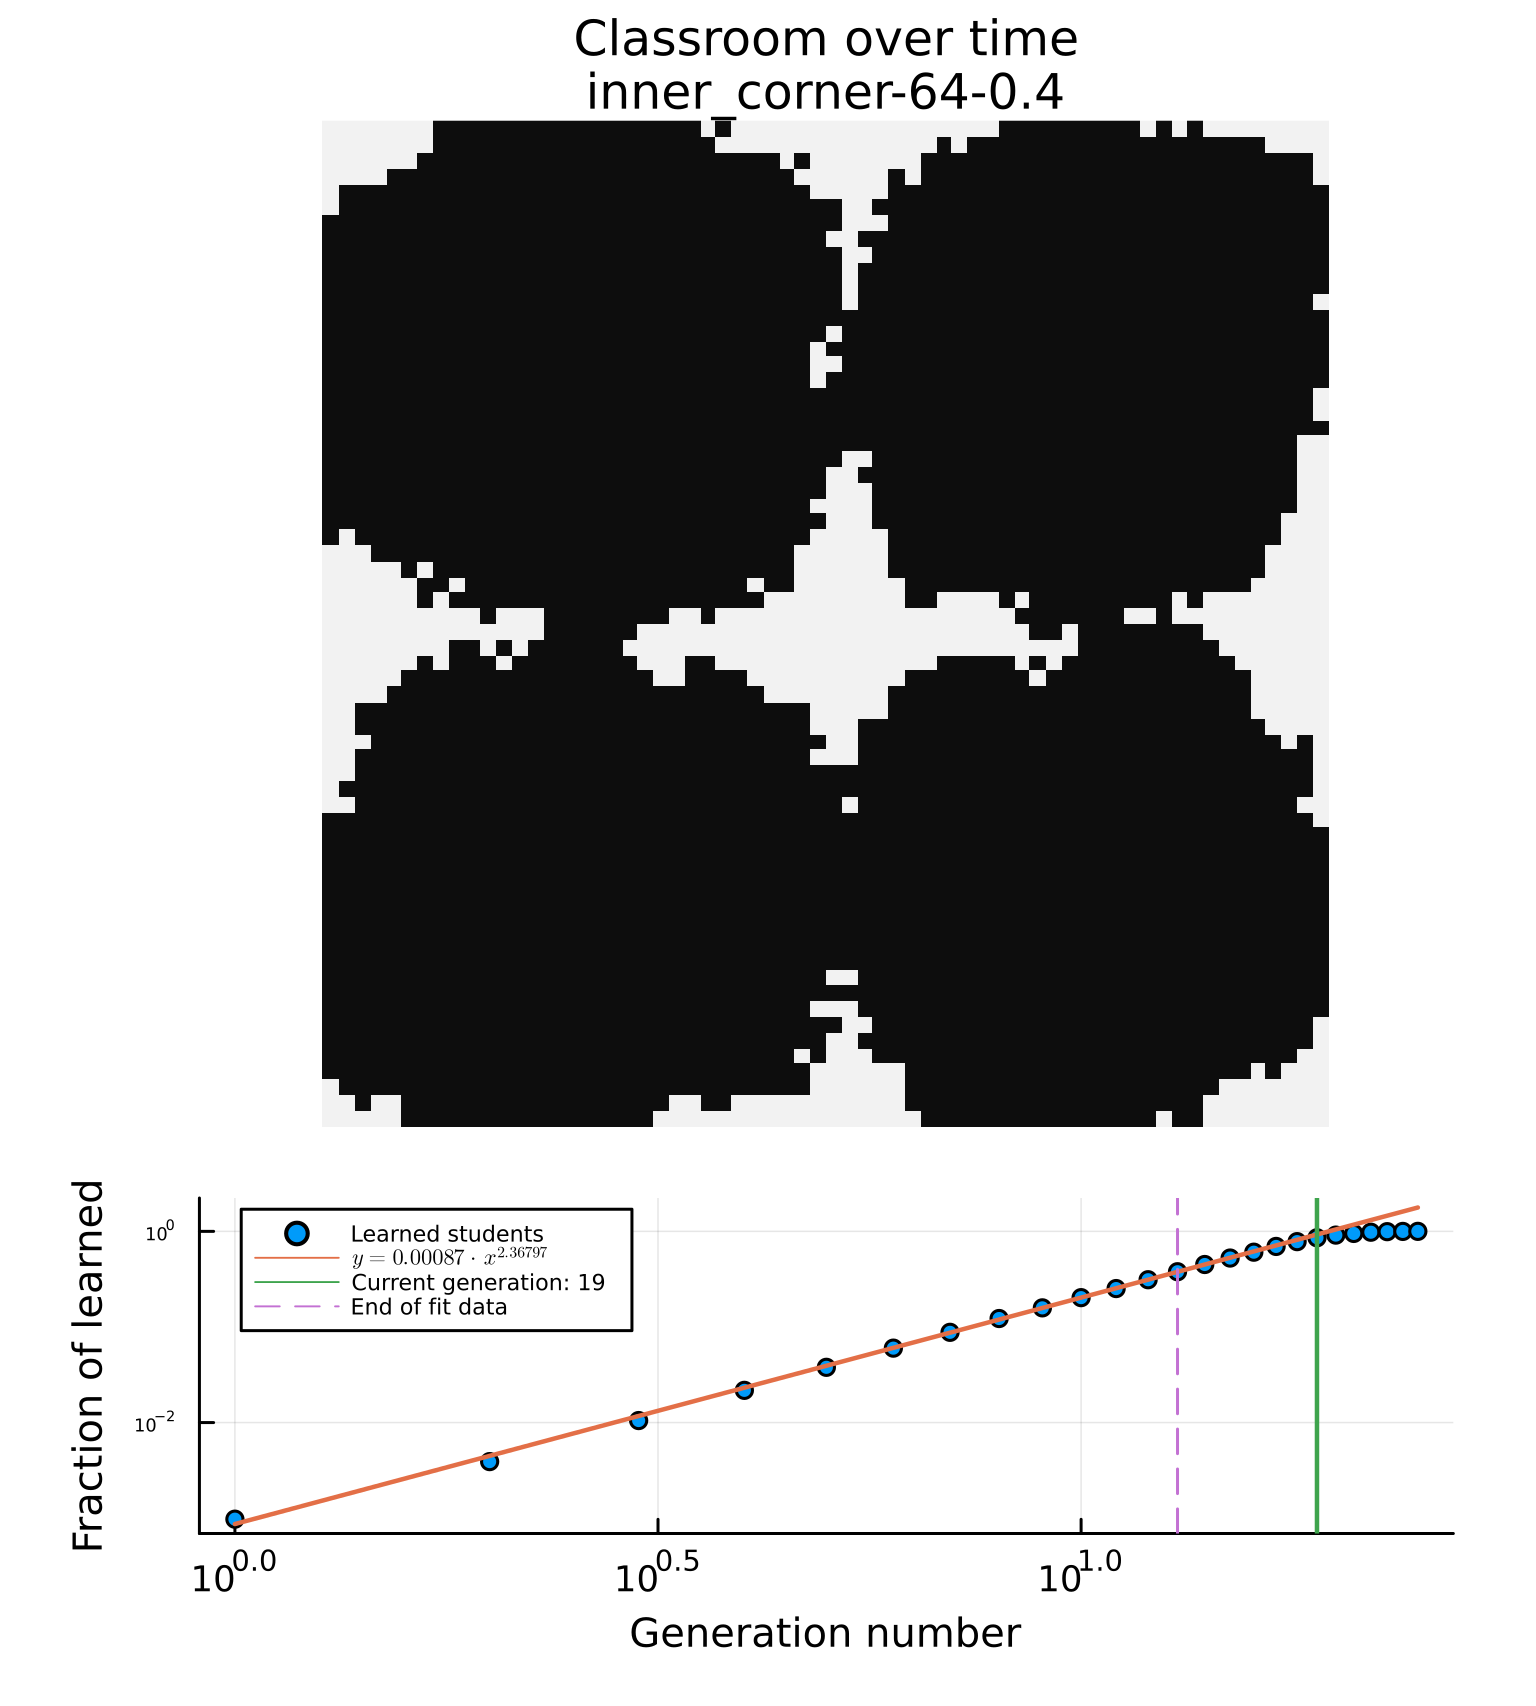 Classroom over time
inner_corner-64-0.4
Fraction of learned
10^0
10^-2
Learned students
y = 0.00087 · x^2.36797
Current generation: 19
End of fit data
10^0.0 10^0.5 10^1.0
Generation number